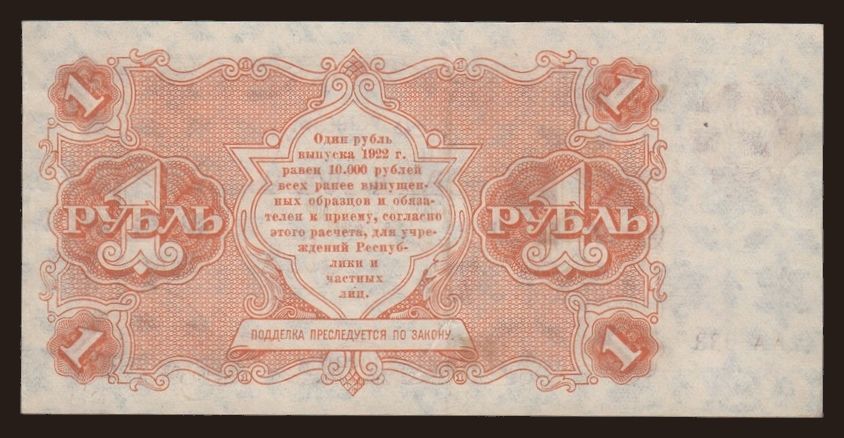 1 1
Один рубль
выпуска 1922 г.
равен 10.000 рублей
всех ранее выпущен-
ных образцов и обяза-
телен к приему, согласно
этого расчета, для учре-
ждений Респуб-
лики и
частных
лиц.
1 РУБЛЬ
1 РУБЛЬ
ПОДДЕЛКА ПРЕСЛЕДУЕТСЯ ПО ЗАКОНУ.
1 1